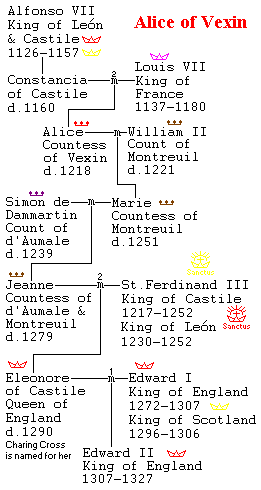 Alfonso VII
King of León
& Castile
1126–1157
Alice of Vexin
Constancia
of Castile
d.1160
2
m
Louis VII
King of
France
1137–1180
Alice
Countess
of Vexin
d.1218
m
William II
Count of
Montreuil
d.1221
Simon de
Dammartin
Count of
d'Aumale
d.1239
m
Marie
Countess of
Montreuil
d.1251
Jeanne
Countess of
d'Aumale &
Montreuil
d.1279
2
m
Sanctus
St.Ferdinand III
King of Castile
1217–1252
King of León
1230–1252
Sanctus
Eleonore
of Castile
Queen of
England
d.1290
Charing Cross
is named for her
1
m
Edward I
King of England
1272–1307
King of Scotland
1296–1306
Edward II
King of England
1307–1327